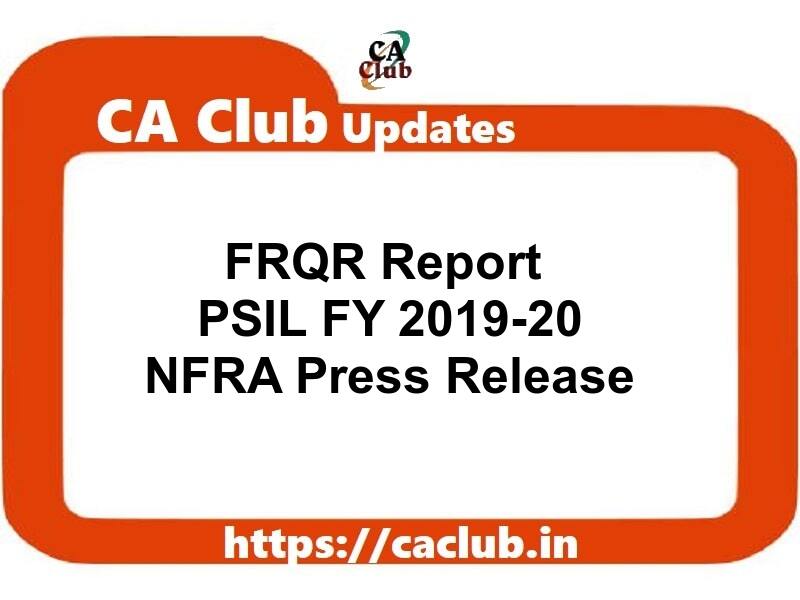 CA
Club
CA Club Updates
FRQR Report
PSIL FY 2019-20
NFRA Press Release
https://caclub.in